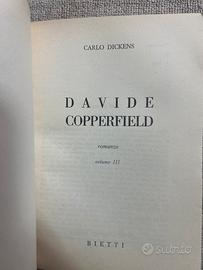 CARLO DICKENS
DAVIDE
COPPERFIELD
romanzo
volume III
BIETTI
subito